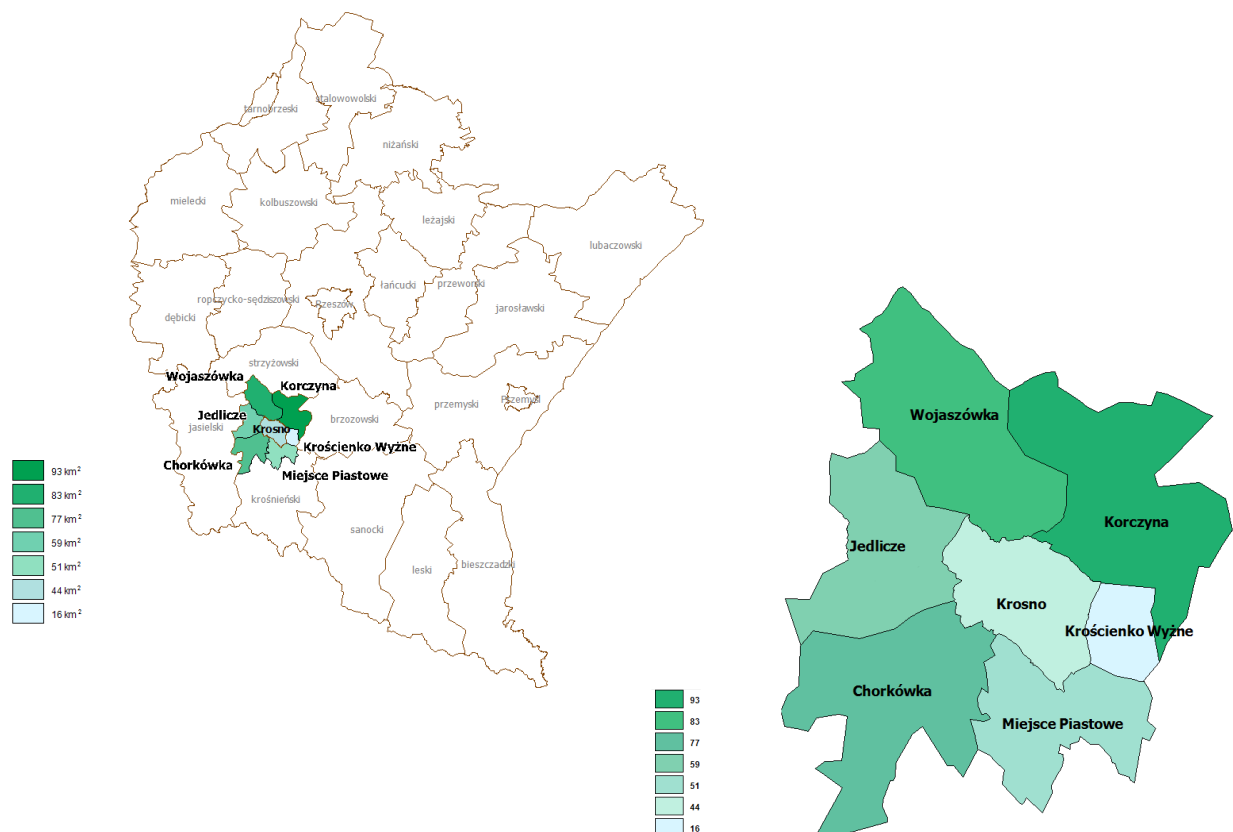 stalowowolski
tarnobrzeski
niżański
mielecki
kolbuszowski
leżajski
lubaczowski
ropczycko-sędziszowski
Rzeszów
łańcucki
przeworski
jarosławski
dębicki
strzyżowski
Wojaszówka
Korczyna
Jedlicze
jasielski
Krosno
brzozowski
przemyski
Przemyśl
Krościenko Wyżne
Chorkówka
Miejsce Piastowe
krośnieński
sanocki
leski
bieszczadzki
93 km²
83 km²
77 km²
59 km²
51 km²
44 km²
16 km²
Wojaszówka
Korczyna
Jedlicze
Krosno
Krościenko Wyżne
Chorkówka
Miejsce Piastowe
93
83
77
59
51
44
16